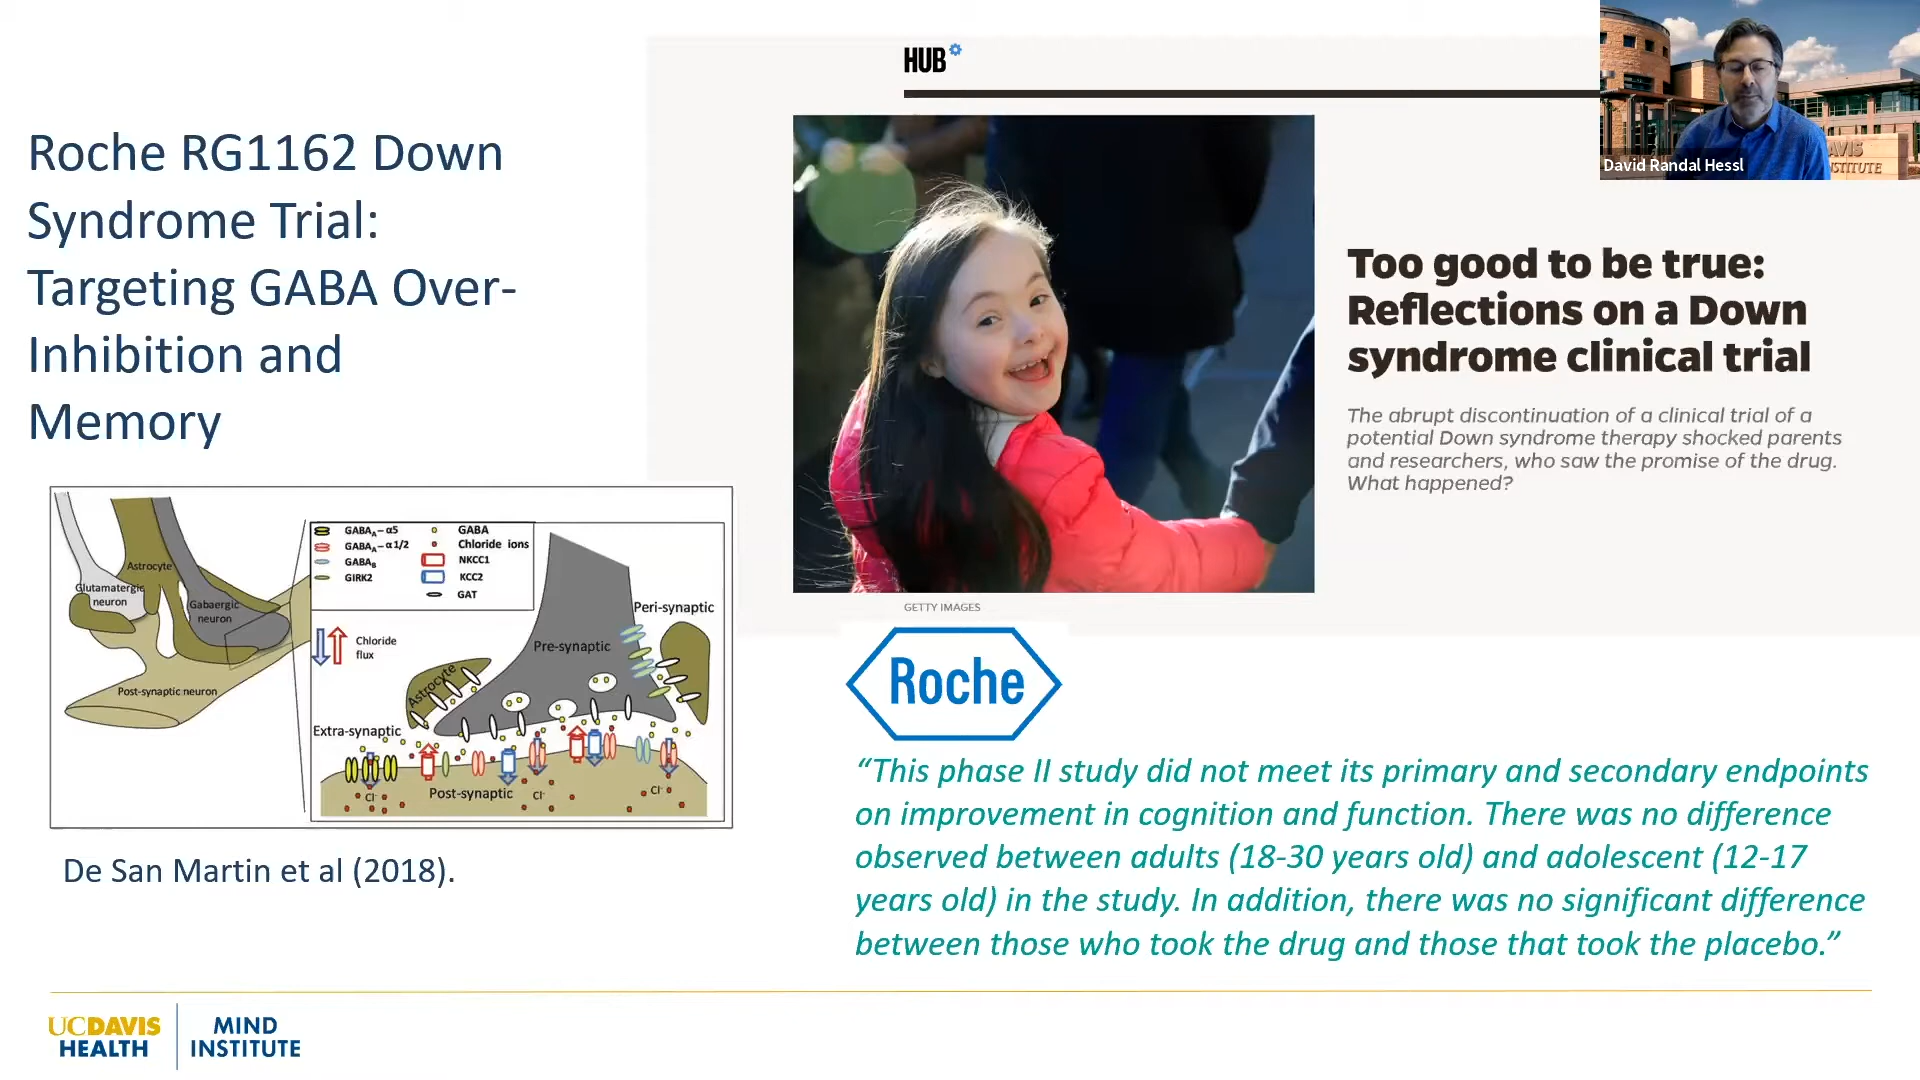 Roche RG1162 Down
Syndrome Trial:
Targeting GABA Over-
Inhibition and
Memory
HUB
David Randal Hessl
AVIS
STITUTE
Too good to be true:
Reflections on a Down
syndrome clinical trial
The abrupt discontinuation of a clinical trial of a
potential Down syndrome therapy shocked parents
and researchers, who saw the promise of the drug.
What happened?
GETTY IMAGES
Astrocyte
Glutamatergic
neuron
Gabaergic
neuron
Post-synaptic neuron
GABAA-α5
GABAA-α1/2
GABAB
GIRK2
GABA
Chloride ions
NKCC1
KCC2
GAT
Chloride
flux
Peri-synaptic
Pre-synaptic
Astrocyte
Extra-synaptic
Post-synaptic
Cl-
Cl-
Cl-
De San Martin et al (2018).
Roche
“This phase II study did not meet its primary and secondary endpoints
on improvement in cognition and function. There was no difference
observed between adults (18-30 years old) and adolescent (12-17
years old) in the study. In addition, there was no significant difference
between those who took the drug and those that took the placebo.”
UCDAVIS
HEALTH
MIND
INSTITUTE